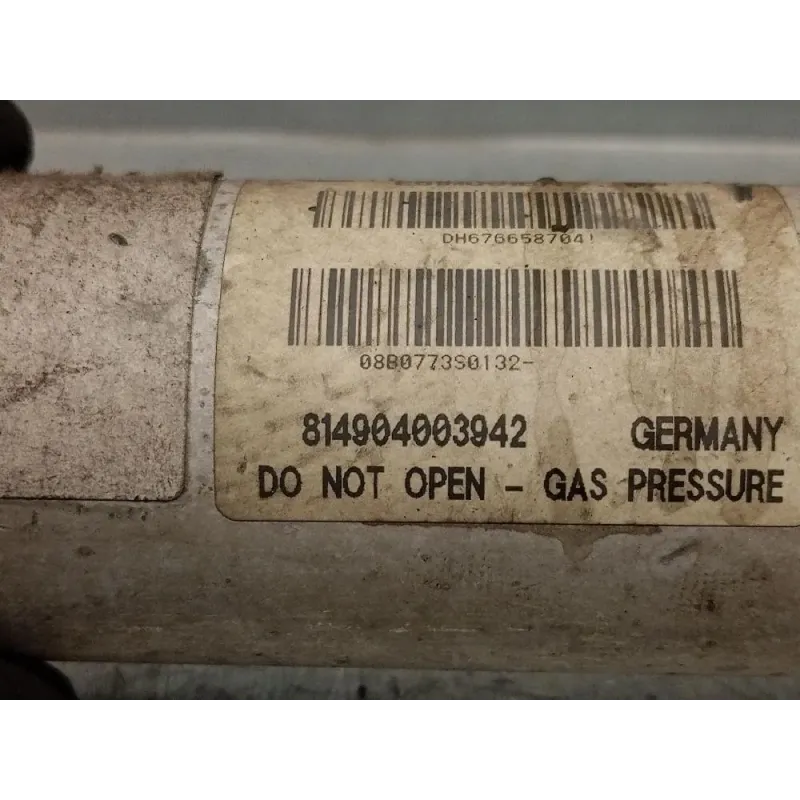 DH676658704!
08B0773S0132-
814904003942 GERMANY
DO NOT OPEN - GAS PRESSURE